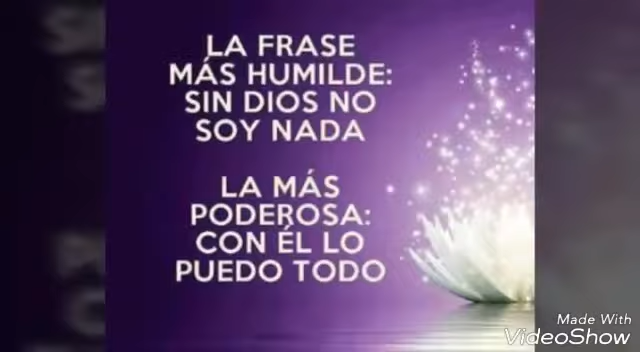 LA FRASE
MÁS HUMILDE:
SIN DIOS NO
SOY NADA
LA MÁS
PODEROSA:
CON ÉL LO
PUEDO TODO
Made With
VideoShow